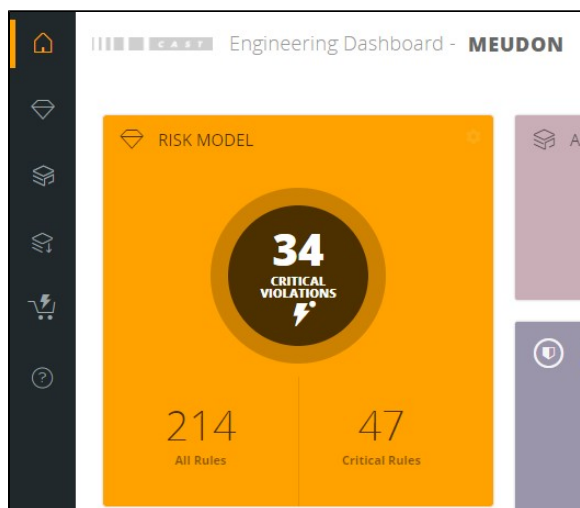 CAST Engineering Dashboard - MEUDON
RISK MODEL
A
34
CRITICAL
VIOLATIONS
214
47
All Rules
Critical Rules
?